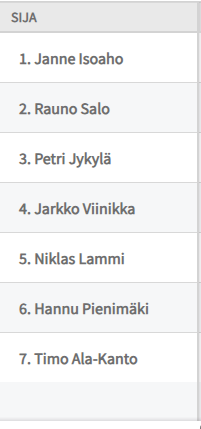 SIJA
1. Janne Isoaho
2. Rauno Salo
3. Petri Jykylä
4. Jarkko Viinikka
5. Niklas Lammi
6. Hannu Pienimäki
7. Timo Ala-Kanto